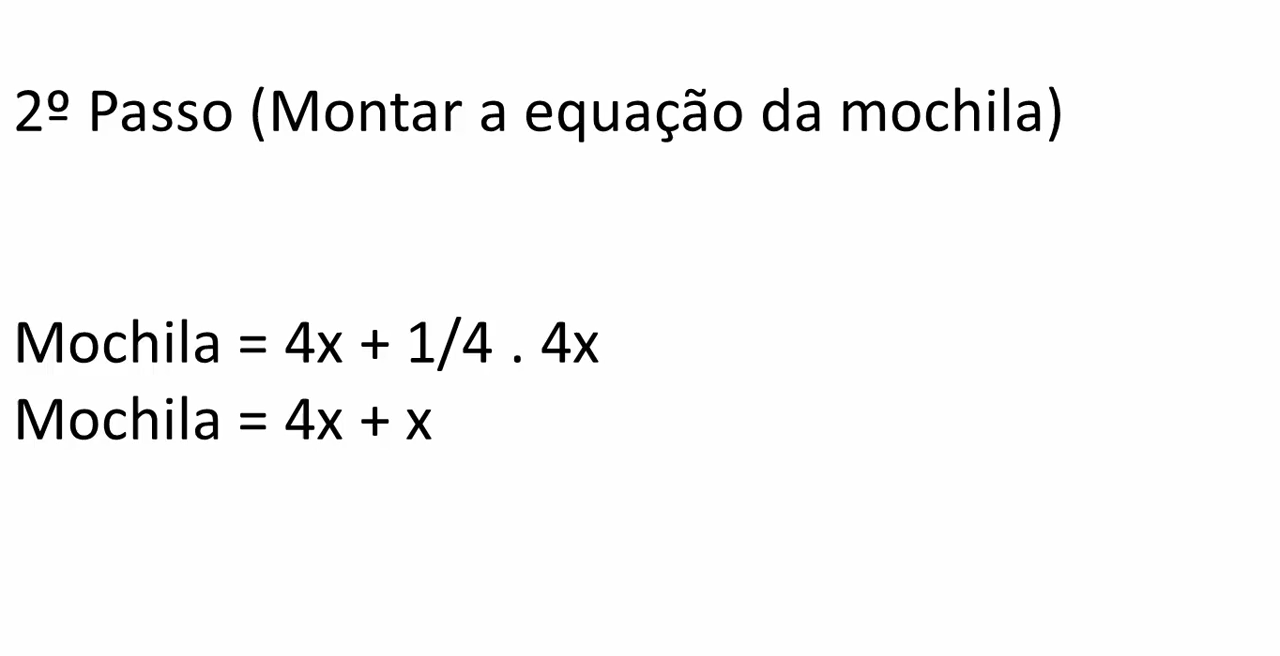 2º Passo (Montar a equação da mochila)
Mochila = 4x + 1/4 . 4x
Mochila = 4x + x